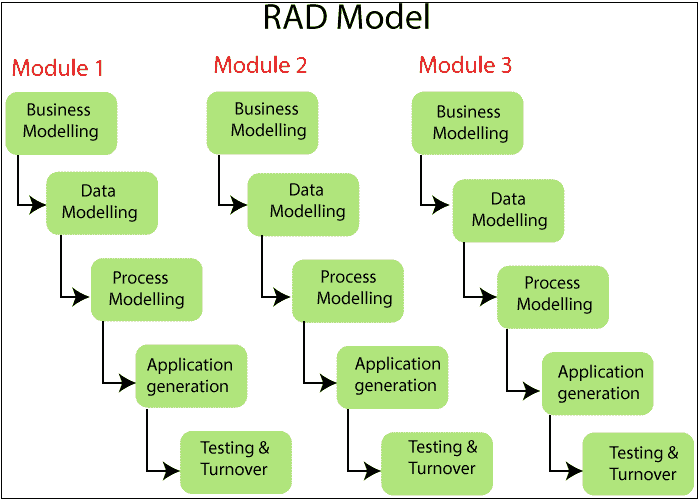 RAD Model
Module 1
Business
Modelling
Data
Modelling
Process
Modelling
Application
generation
Testing &
Turnover
Module 2
Business
Modelling
Data
Modelling
Process
Modelling
Application
generation
Testing &
Turnover
Module 3
Business
Modelling
Data
Modelling
Process
Modelling
Application
generation
Testing &
Turnover